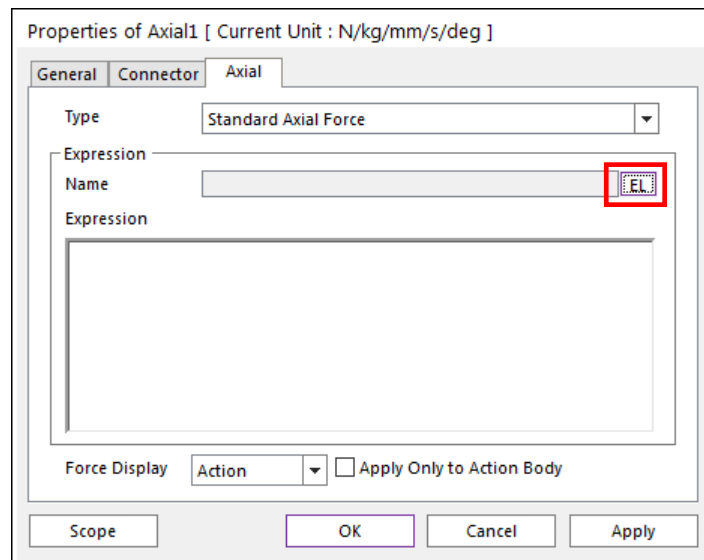 Properties of Axial1 [ Current Unit : N/kg/mm/s/deg ]
General Connector Axial
Type Standard Axial Force
Expression
Name EL
Expression
Force Display Action Apply Only to Action Body
Scope OK Cancel Apply